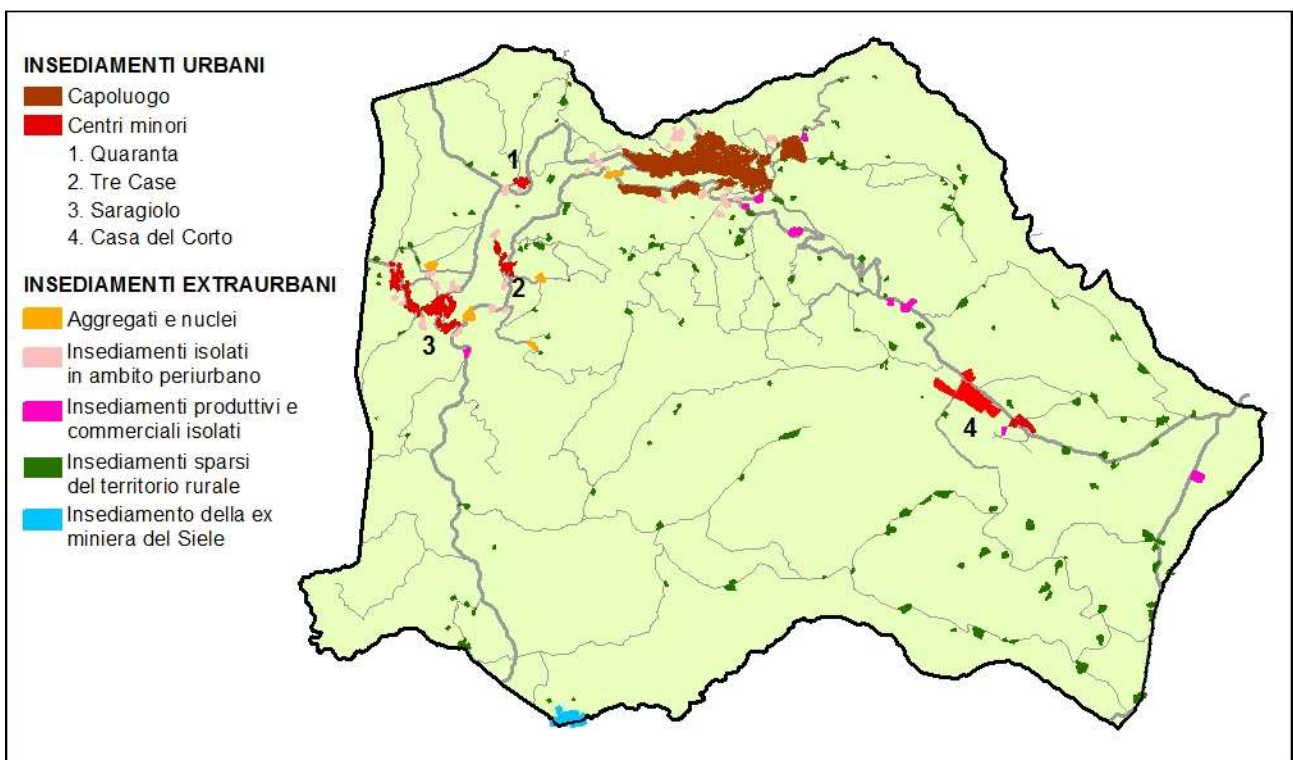 INSEDIAMENTI URBANI
Capoluogo
Centri minori
1. Quaranta
2. Tre Case
3. Saragiolo
4. Casa del Corto
INSEDIAMENTI EXTRAURBANI
Aggregati e nuclei
Insediamenti isolati
in ambito periurbano
Insediamenti produttivi e
commerciali isolati
Insediamenti sparsi
del territorio rurale
Insediamento della ex
miniera del Siele
1
2
3
4